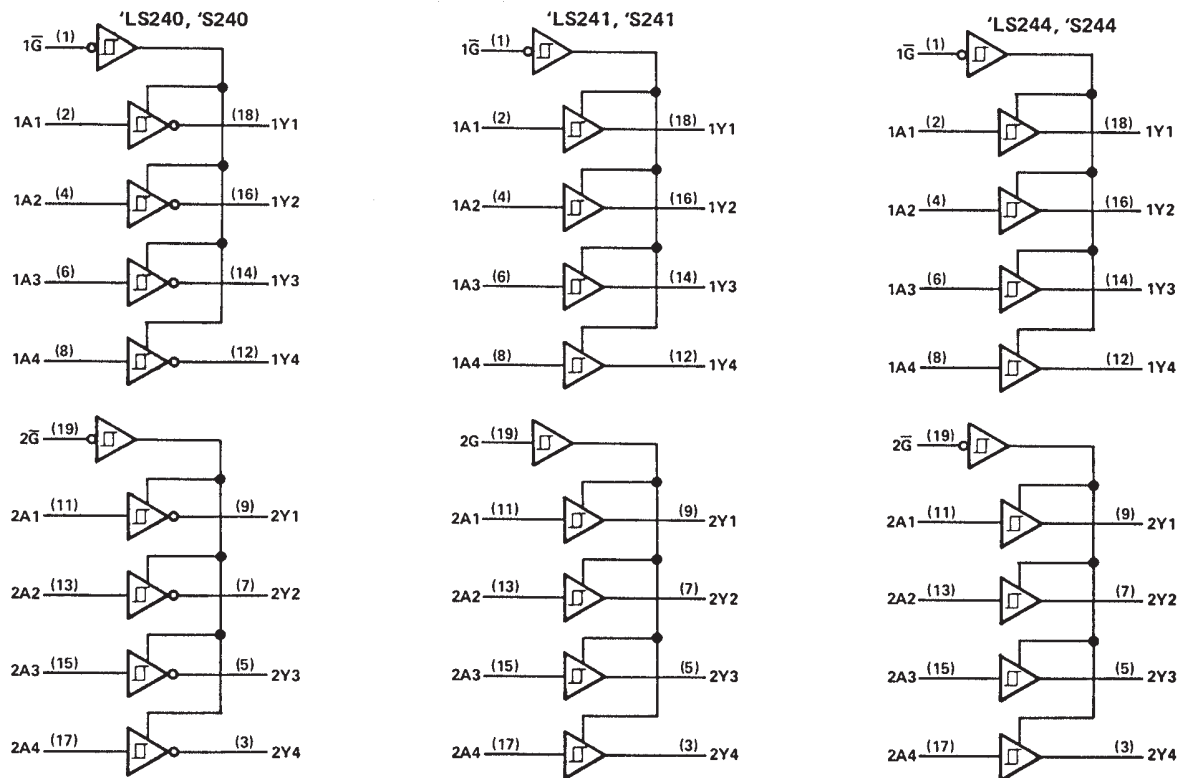 'LS240, 'S240
1G̅ (1)
1A1 (2) (18) 1Y1
1A2 (4) (16) 1Y2
1A3 (6) (14) 1Y3
1A4 (8) (12) 1Y4
2G̅ (19)
2A1 (11) (9) 2Y1
2A2 (13) (7) 2Y2
2A3 (15) (5) 2Y3
2A4 (17) (3) 2Y4
'LS241, 'S241
1G̅ (1)
1A1 (2) (18) 1Y1
1A2 (4) (16) 1Y2
1A3 (6) (14) 1Y3
1A4 (8) (12) 1Y4
2G (19)
2A1 (11) (9) 2Y1
2A2 (13) (7) 2Y2
2A3 (15) (5) 2Y3
2A4 (17) (3) 2Y4
'LS244, 'S244
1G̅ (1)
1A1 (2) (18) 1Y1
1A2 (4) (16) 1Y2
1A3 (6) (14) 1Y3
1A4 (8) (12) 1Y4
2G̅ (19)
2A1 (11) (9) 2Y1
2A2 (13) (7) 2Y2
2A3 (15) (5) 2Y3
2A4 (17) (3) 2Y4